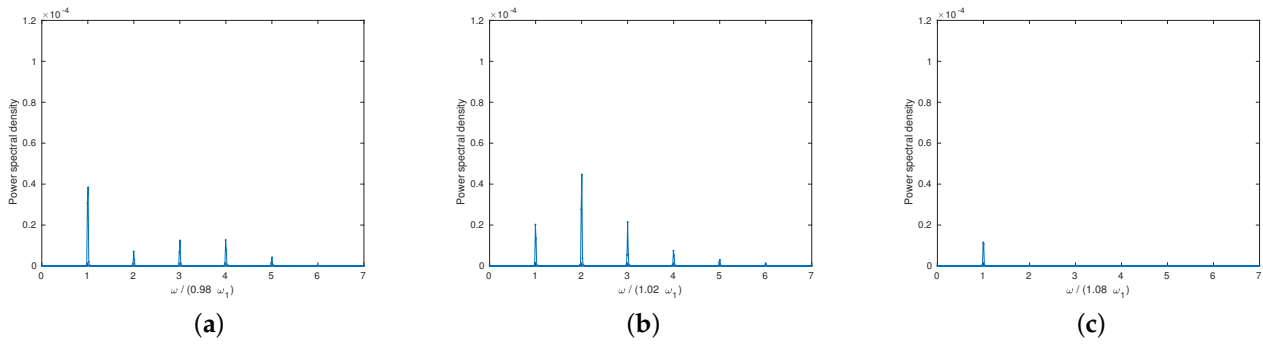 ×10⁻⁴
1.2
1
0.8
0.6
0.4
0.2
0
Power spectral density
0 1 2 3 4 5 6 7
ω / (0.98 ω₁)
(a)
×10⁻⁴
1.2
1
0.8
0.6
0.4
0.2
0
Power spectral density
0 1 2 3 4 5 6 7
ω / (1.02 ω₁)
(b)
×10⁻⁴
1.2
1
0.8
0.6
0.4
0.2
0
Power spectral density
0 1 2 3 4 5 6 7
ω / (1.08 ω₁)
(c)